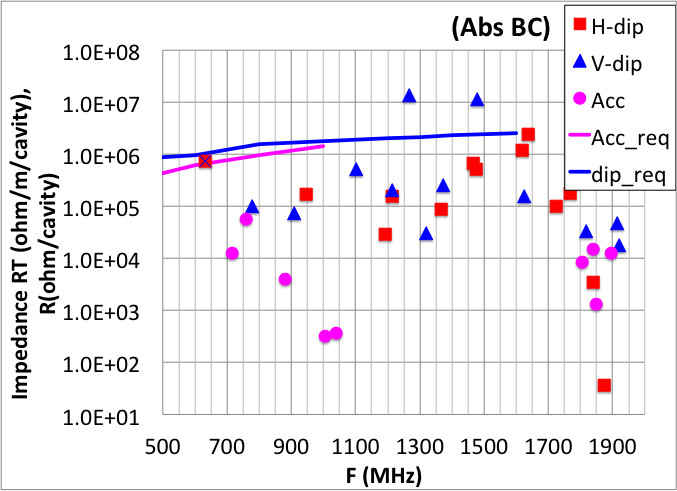 (Abs BC)
H-dip
V-dip
Acc
Acc_req
dip_req
Impedance RT (ohm/m/cavity),
R(ohm/cavity)
1.0E+08
1.0E+07
1.0E+06
1.0E+05
1.0E+04
1.0E+03
1.0E+02
1.0E+01
500 700 900 1100 1300 1500 1700 1900
F (MHz)